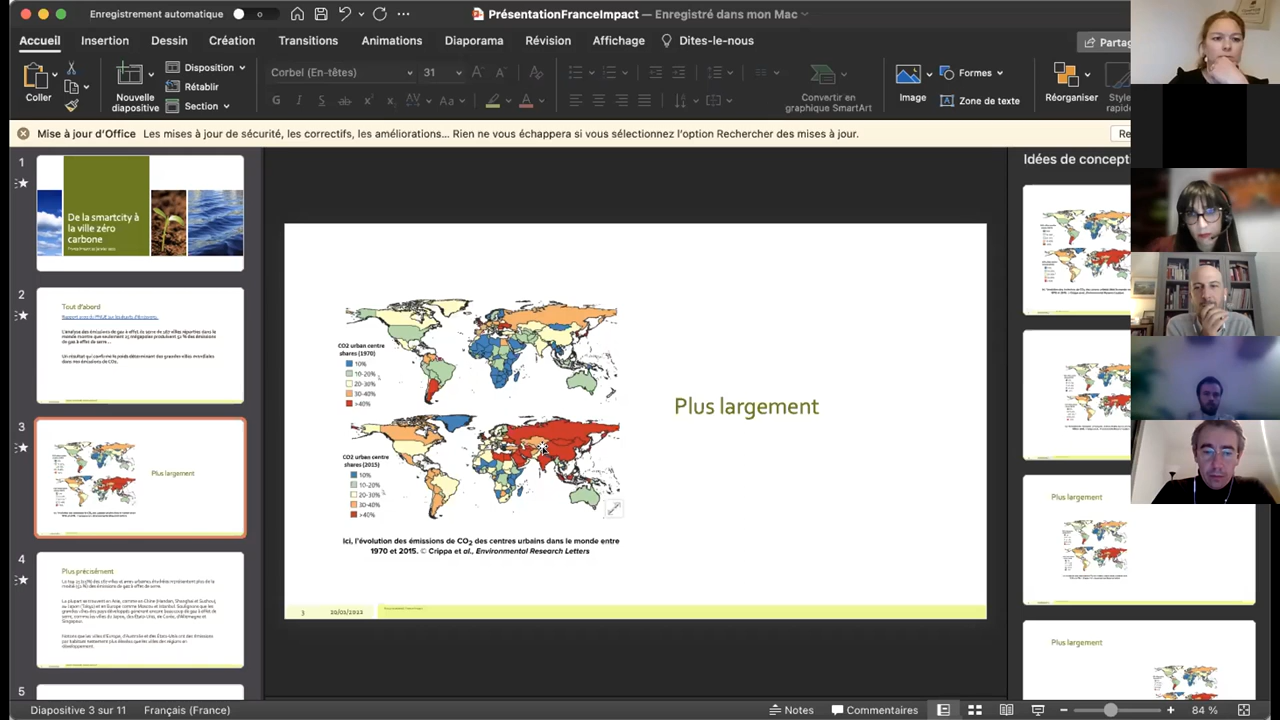 Enregistrement automatique
PrésentationFranceImpact — Enregistré dans mon Mac
Accueil Insertion Dessin Création Transitions Animations Diaporama Révision Affichage Dites-le-nous
Partag
Coller
Nouvelle
diapositive
Disposition
Rétablir
Section
Corbel (En-têtes) 31
G
Aa
Convertir en
graphique SmartArt
Image
Formes
Zone de texte
Réorganiser
Style
rapide
Mise à jour d’Office Les mises à jour de sécurité, les correctifs, les améliorations... Rien ne vous échappera si vous sélectionnez l'option Rechercher des mises à jour.
Re
1
De la smartcity à
la ville zéro
carbone
2
Tout d'abord
3
Plus largement
4
Plus précisément
5
CO2 urban centre
shares (1970)
10%
10-20%
20-30%
30-40%
>40%
CO2 urban centre
shares (2015)
10%
10-20%
20-30%
30-40%
>40%
Plus largement
Ici, l'évolution des émissions de CO2 des centres urbains dans le monde entre
1970 et 2015. © Crippa et al., Environmental Research Letters
3
Idées de concepti
Plus largement
Plus largement
Diapositive 3 sur 11 Français (France)
Notes Commentaires 84 %